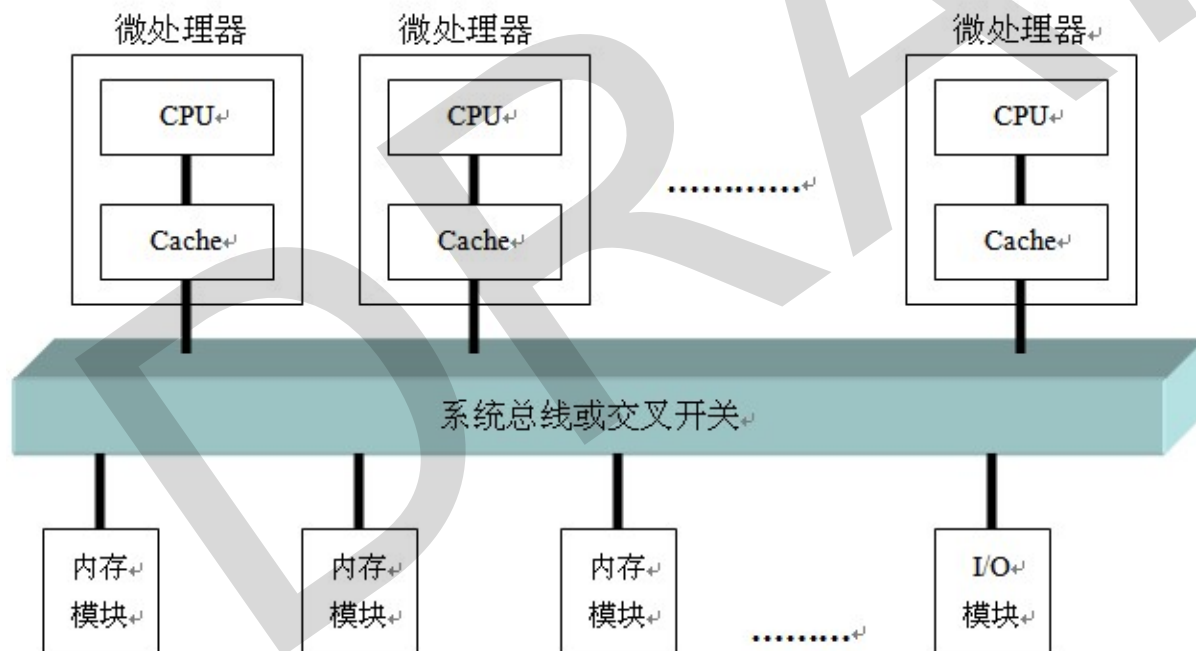 微处理器 微处理器 微处理器
CPU CPU CPU
............
Cache Cache Cache
系统总线或交叉开关
内存 内存 内存 I/O
模块 模块 模块 模块
.........
DRA